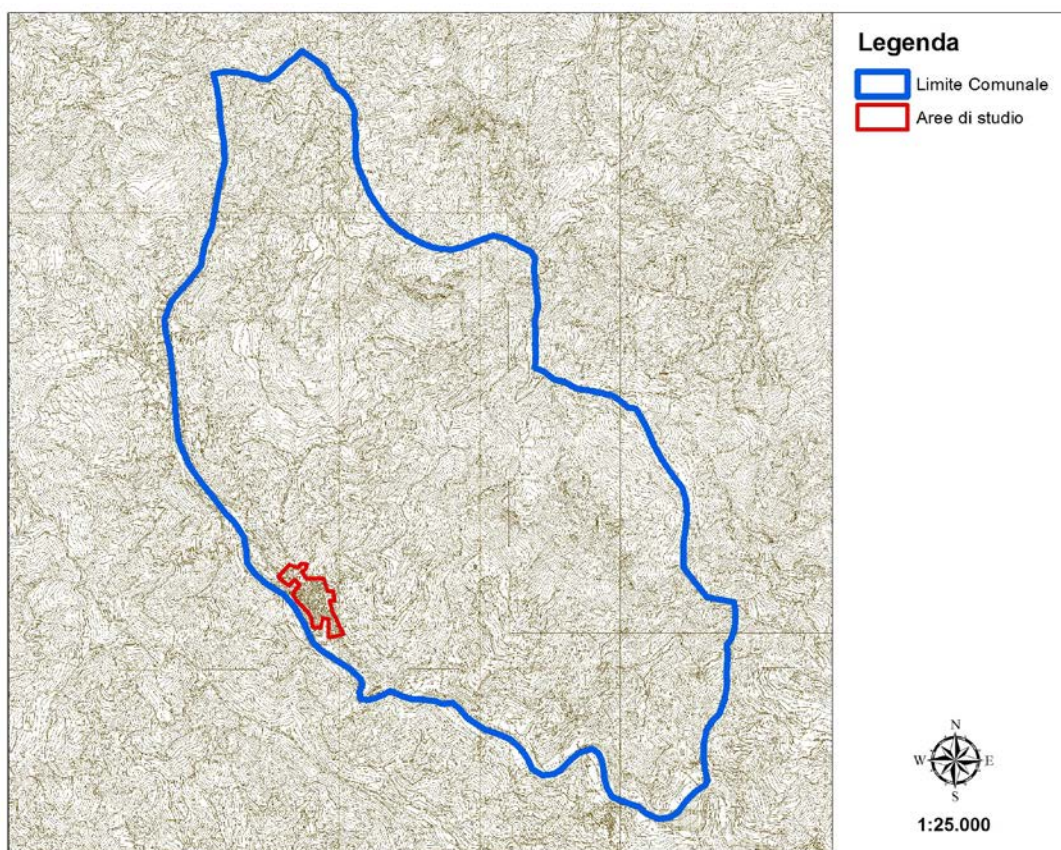 Legenda
Limite Comunale
Aree di studio
N
W E
S
1:25.000